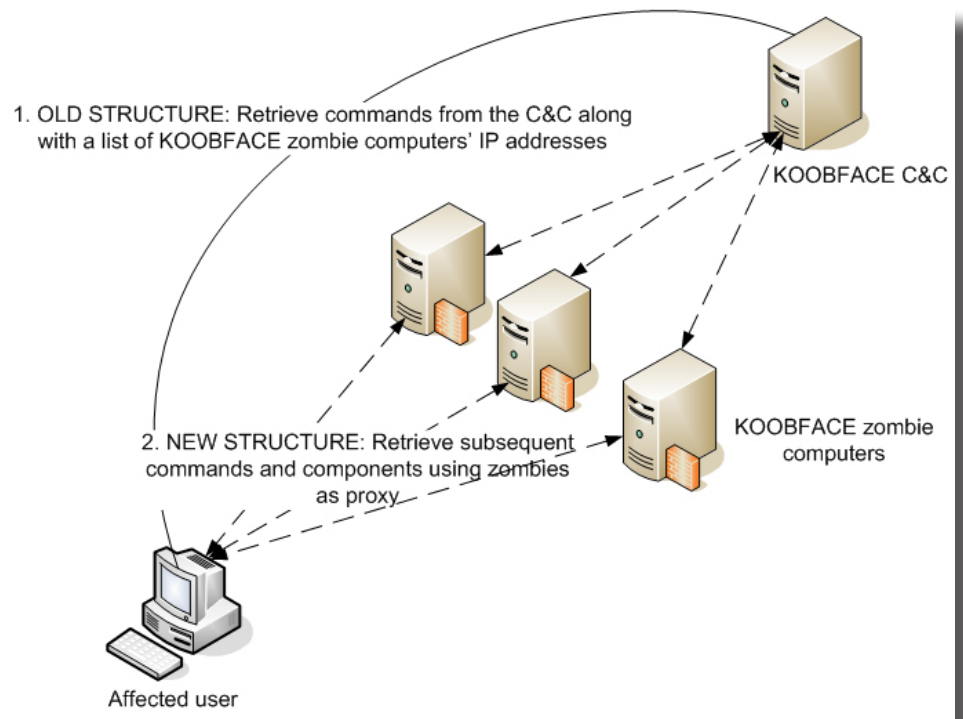 1. OLD STRUCTURE: Retrieve commands from the C&C along
with a list of KOOBFACE zombie computers' IP addresses
KOOBFACE C&C
2. NEW STRUCTURE: Retrieve subsequent
commands and components using zombies
as proxy
KOOBFACE zombie
computers
Affected user